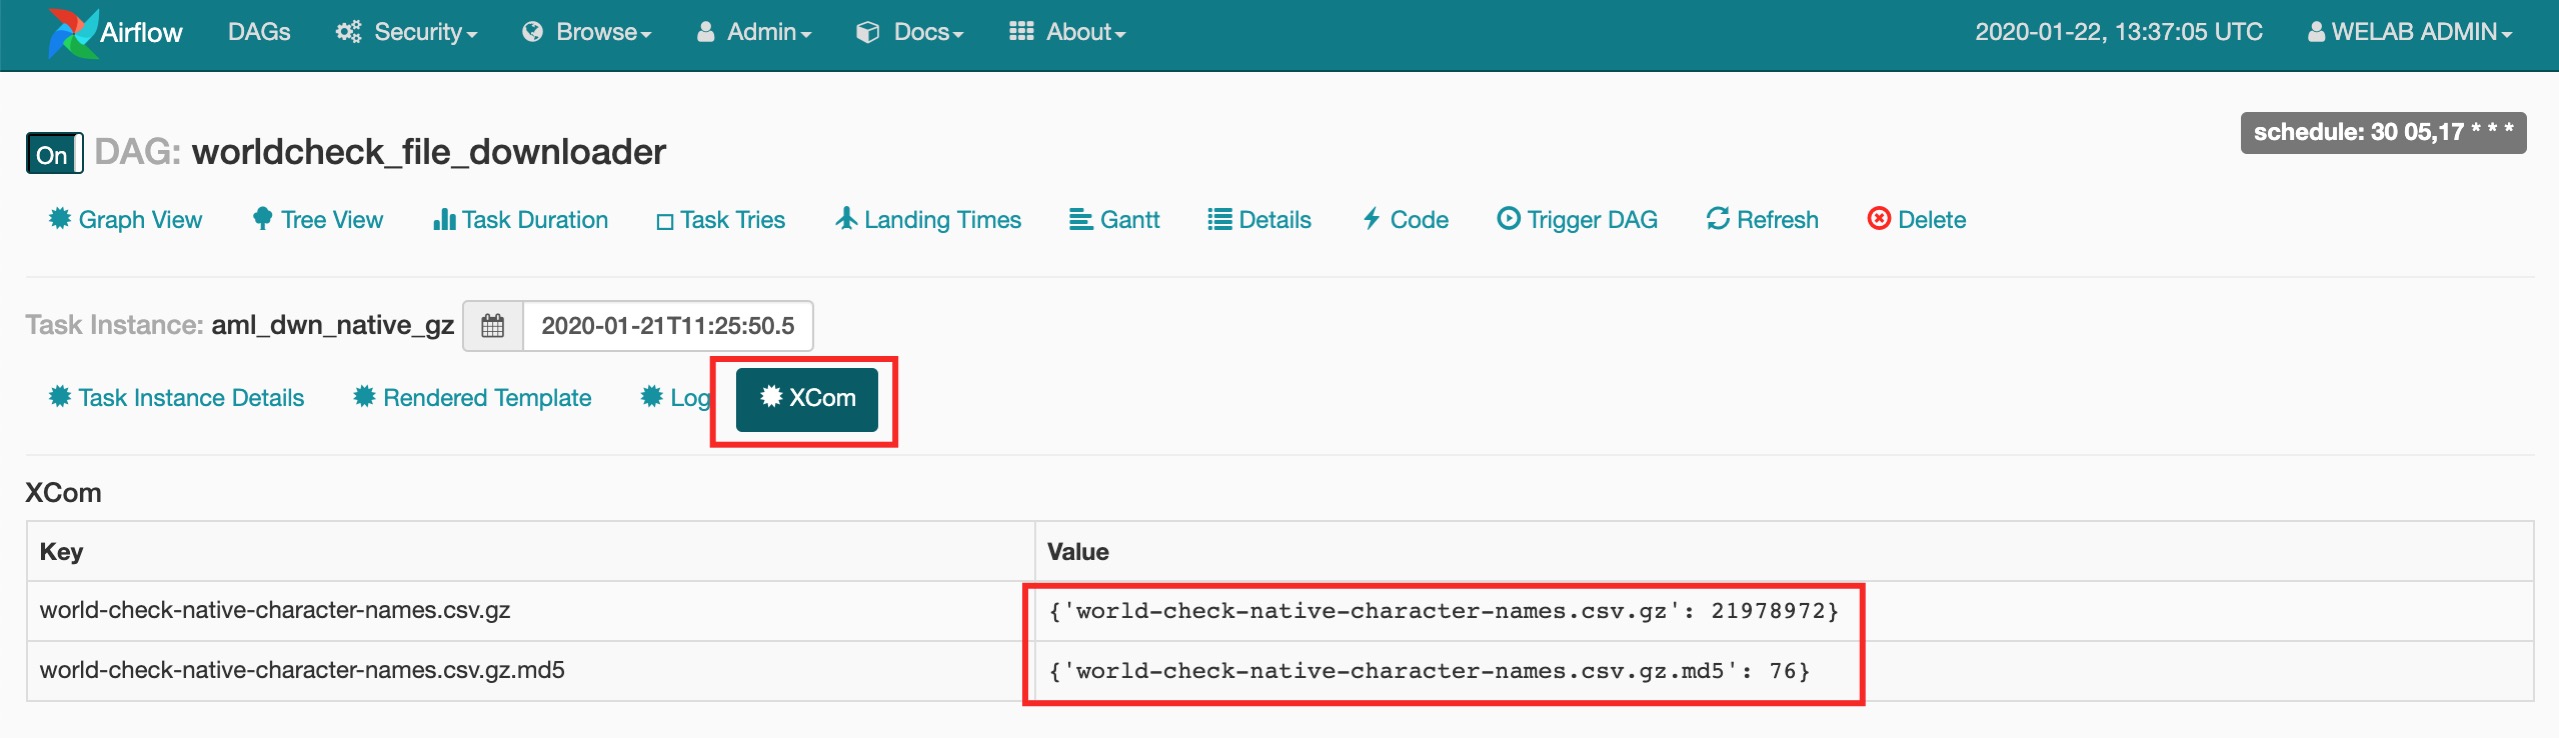 Airflow DAGs Security Browse Admin Docs About 2020-01-22, 13:37:05 UTC WELAB ADMIN
schedule: 30 05,17 * * *
On DAG: worldcheck_file_downloader
Graph View Tree View Task Duration Task Tries Landing Times Gantt Details Code Trigger DAG Refresh Delete
Task Instance: aml_dwn_native_gz 2020-01-21T11:25:50.5
Task Instance Details Rendered Template Log XCom
XCom
Key Value
world-check-native-character-names.csv.gz {'world-check-native-character-names.csv.gz': 21978972}
world-check-native-character-names.csv.gz.md5 {'world-check-native-character-names.csv.gz.md5': 76}